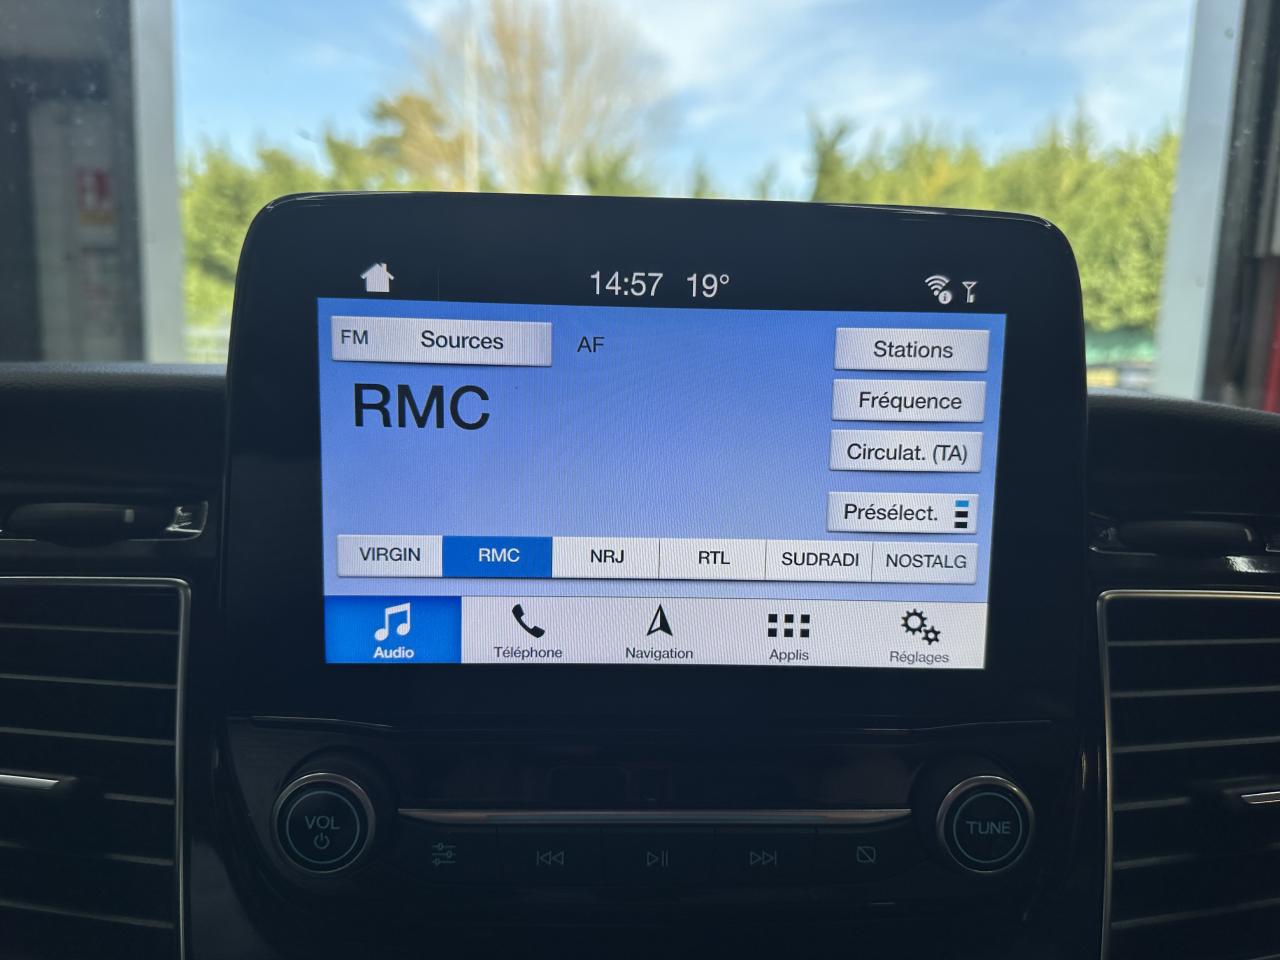 14:57 19°
FM Sources
AF
Stations
RMC
Fréquence
Circulat. (TA)
Présélect.
VIRGIN
RMC
NRJ
RTL
SUDRADI
NOSTALG
Audio
Téléphone
Navigation
Applis
Réglages
VOL
TUNE